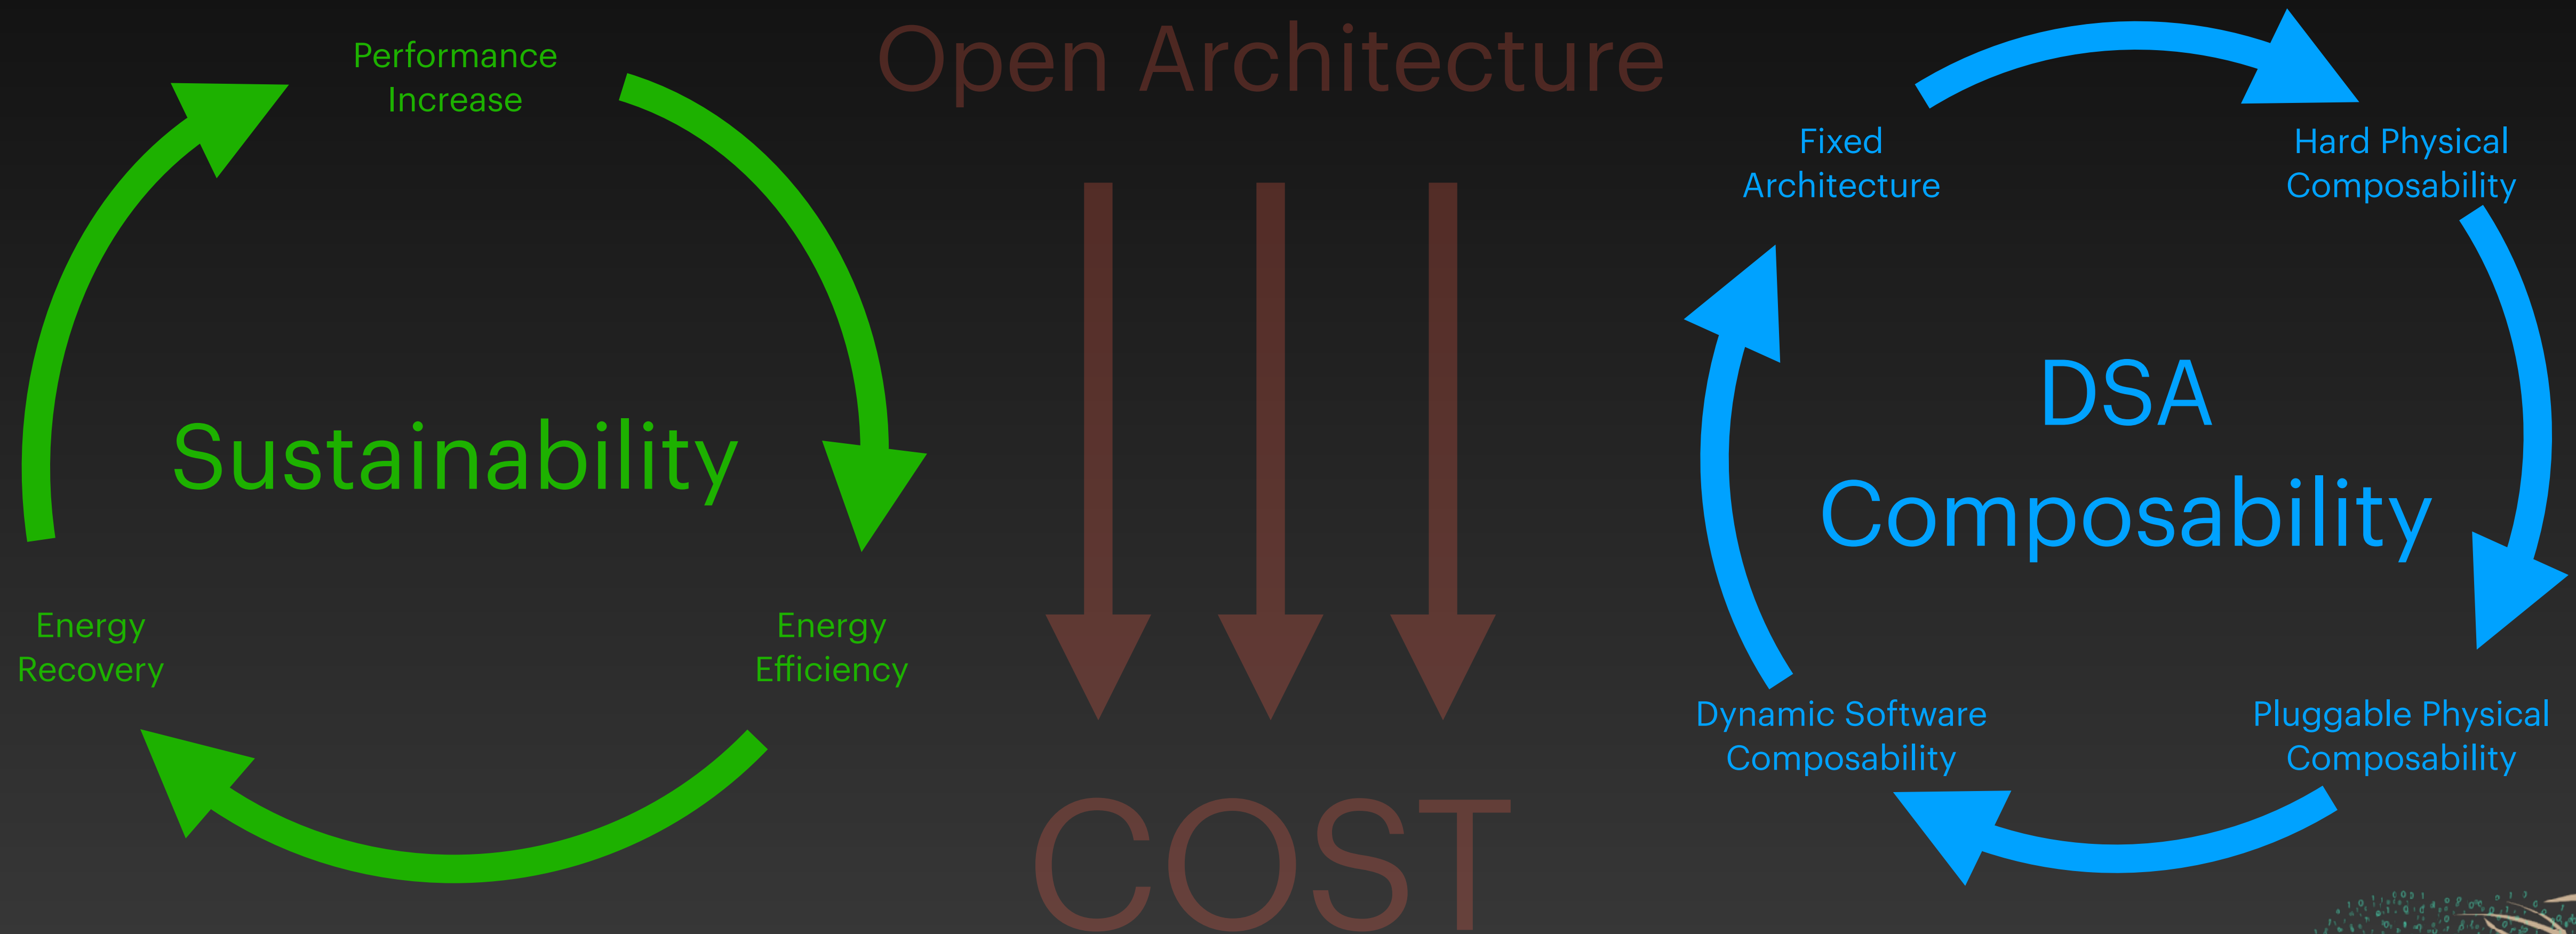 Performance
Increase
Sustainability
Energy
Recovery
Energy
Efficiency
Open Architecture
COST
Fixed
Architecture
Hard Physical
Composability
DSA
Composability
Dynamic Software
Composability
Pluggable Physical
Composability